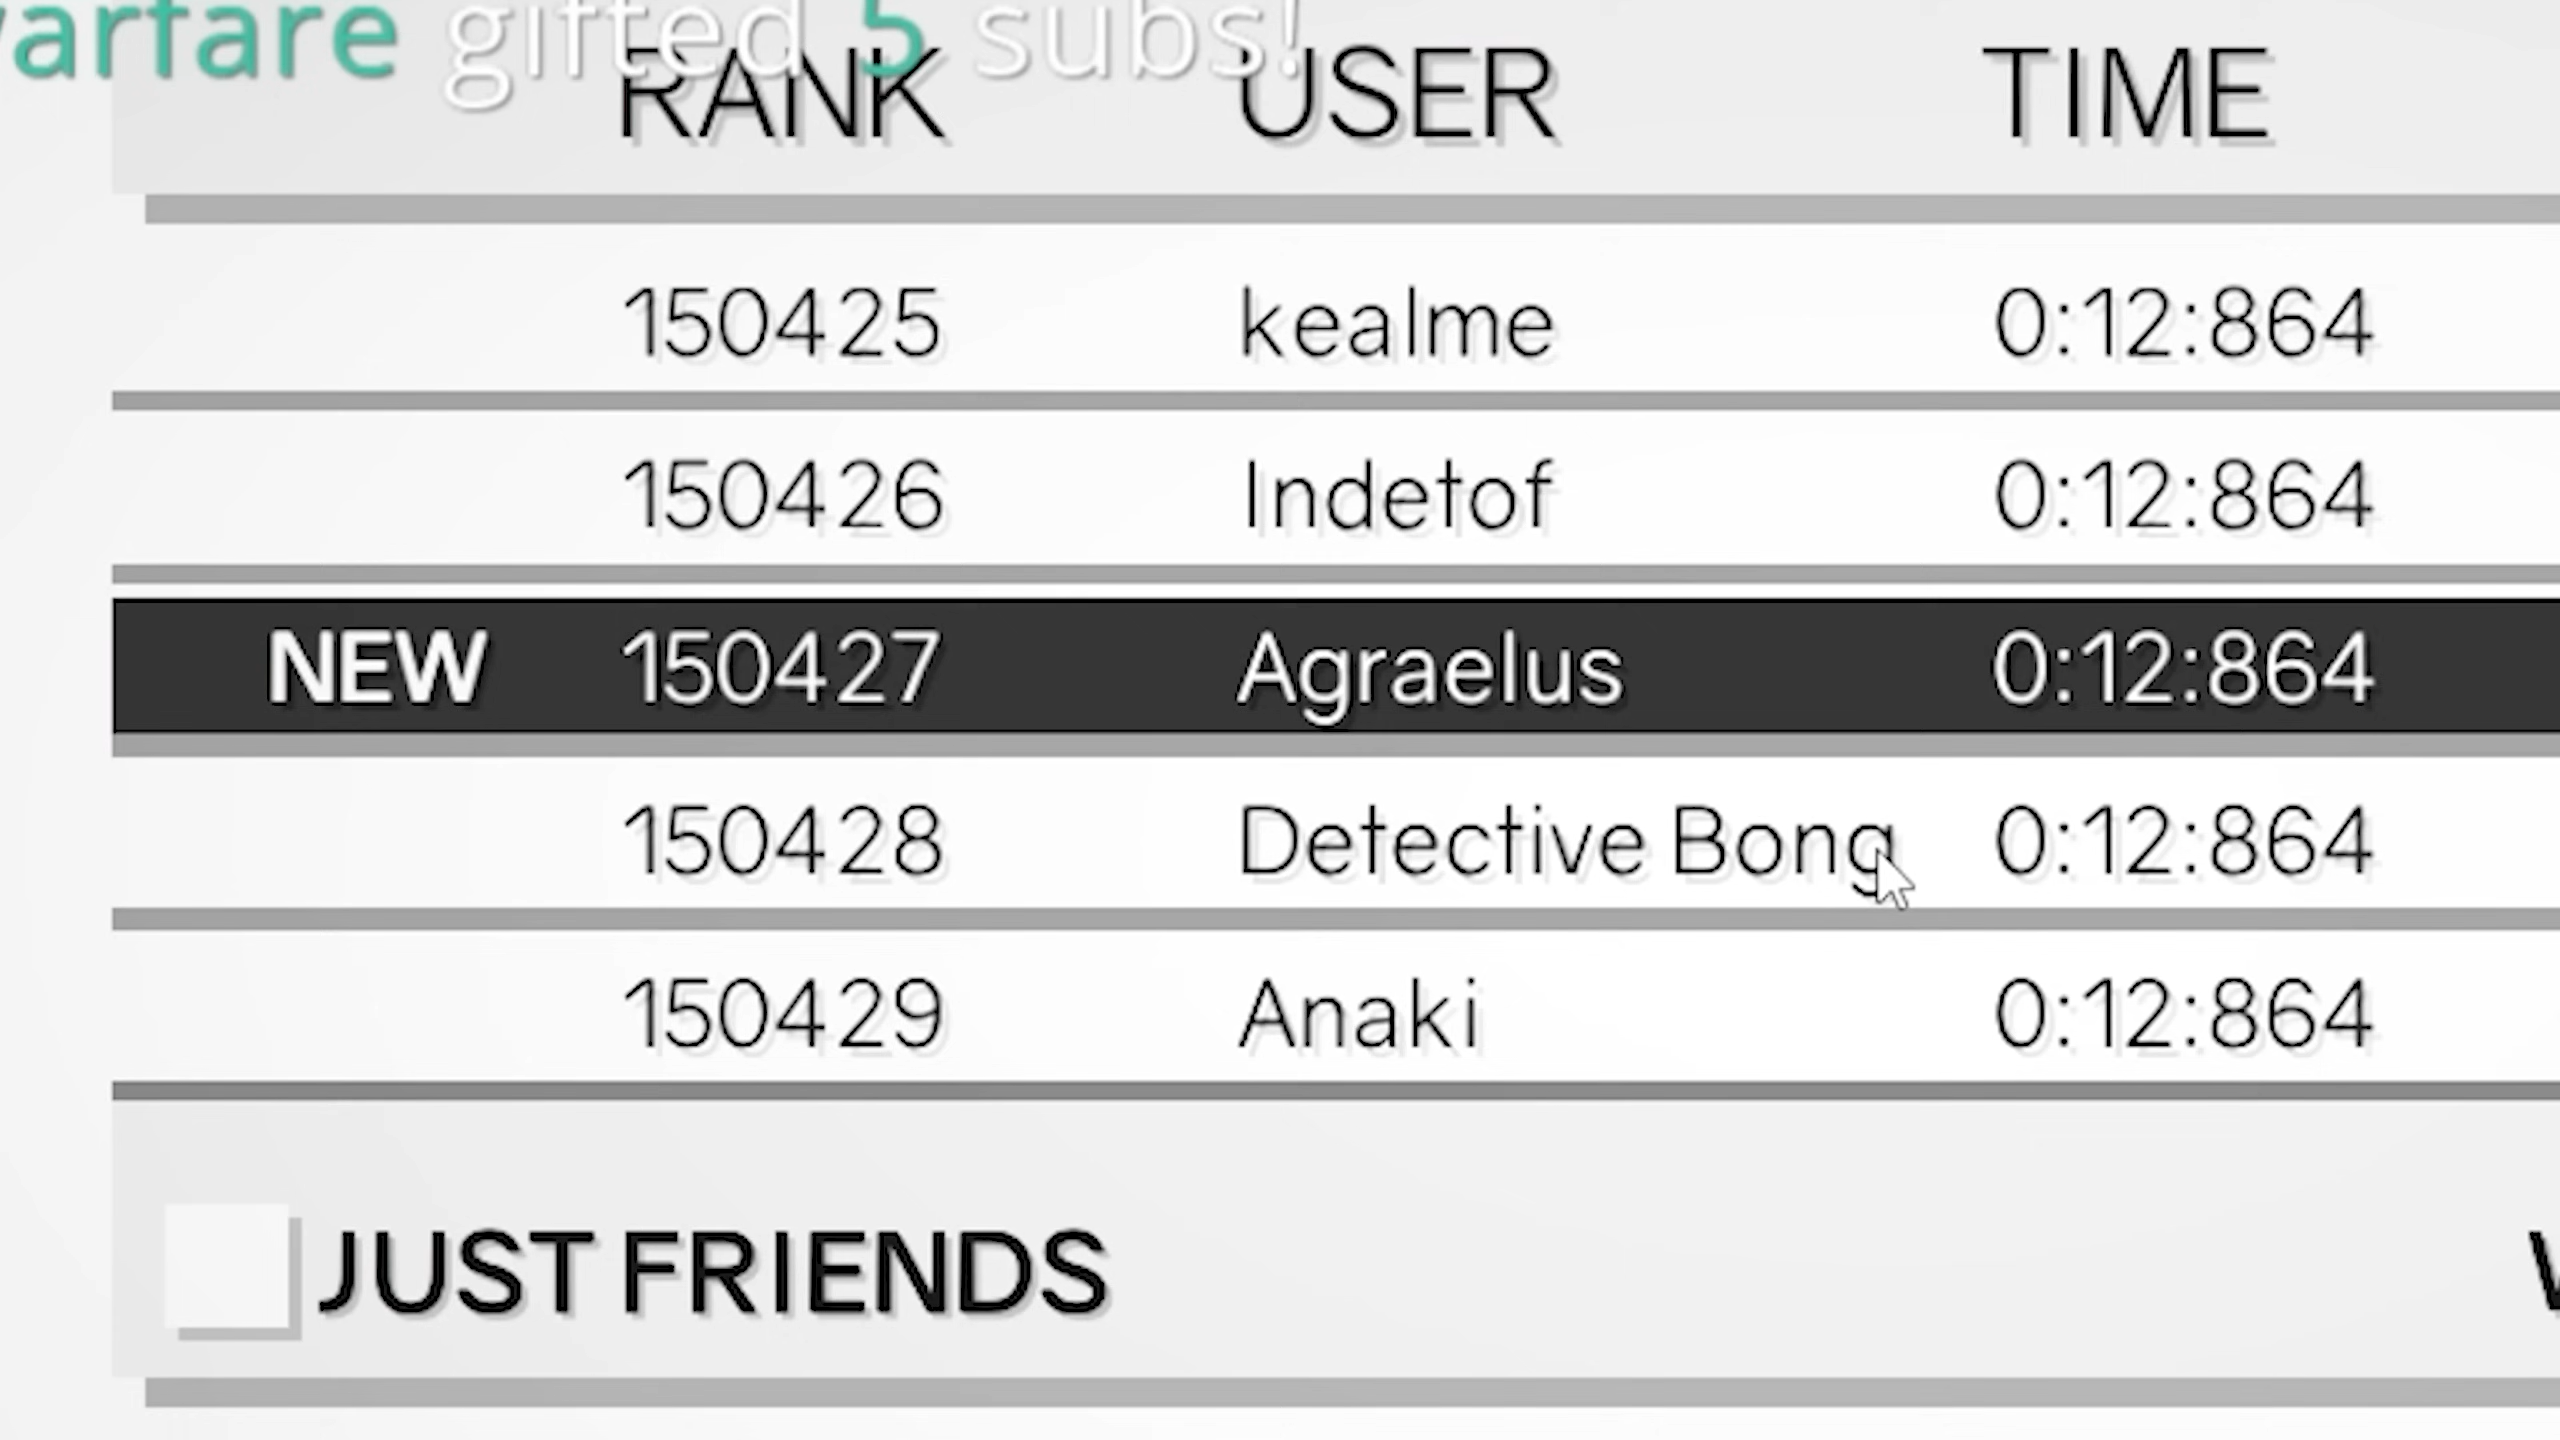 gifted 5 subs!
RANK USER TIME
150425 kealme 0:12:864
150426 Indetof 0:12:864
NEW 150427 Agraelus 0:12:864
150428 Detective Bong 0:12:864
150429 Anaki 0:12:864
JUST FRIENDS